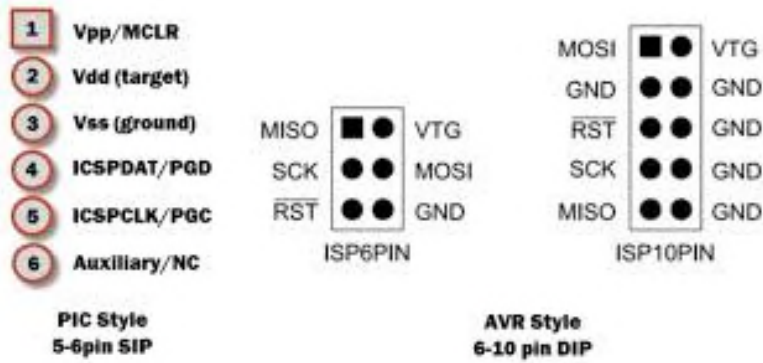 1 Vpp/MCLR
2 Vdd (target)
3 Vss (ground)
4 ICSPDAT/PGD
5 ICSPCLK/PGC
6 Auxiliary/NC
PIC Style
5-6pin SIP
MISO VTG
SCK MOSI
RST GND
ISP6PIN
MOSI VTG
GND GND
RST GND
SCK GND
MISO GND
ISP10PIN
AVR Style
6-10 pin DIP